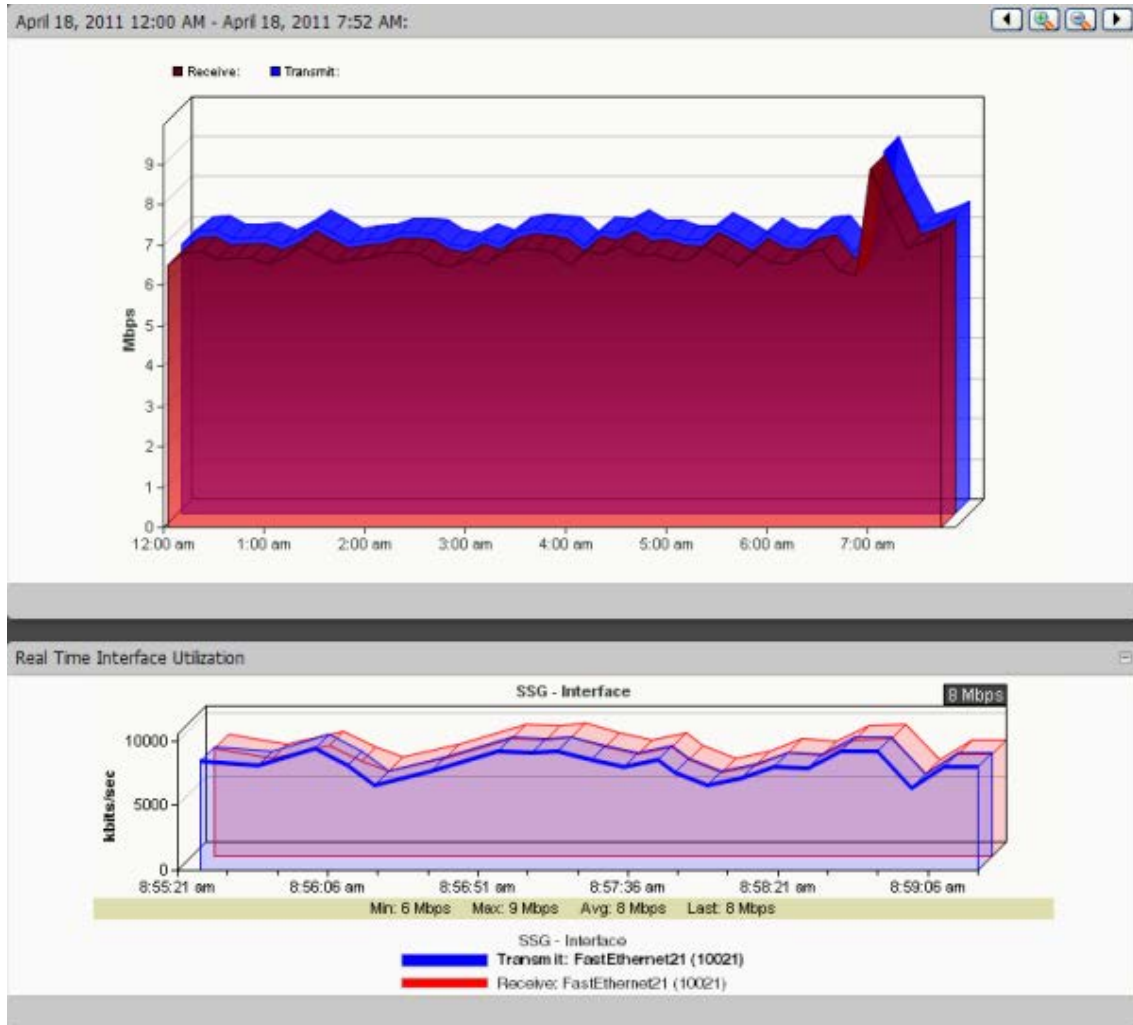 April 18, 2011 12:00 AM - April 18, 2011 7:52 AM:
Receive: Transmit:
9
8
7
6
5
4
3
2
1
0
Mbps
12:00 am 1:00 am 2:00 am 3:00 am 4:00 am 5:00 am 6:00 am 7:00 am
Real Time Interface Utilization
SSG - Interface
8 Mbps
10000
5000
0
kbits/sec
8:55:21 am 8:56:06 am 8:56:51 am 8:57:36 am 8:58:21 am 8:59:06 am
Min: 6 Mbps Max: 9 Mbps Avg: 8 Mbps Last: 8 Mbps
SSG - Interface
Transmit: FastEthernet21 (10021)
Receive: FastEthernet21 (10021)